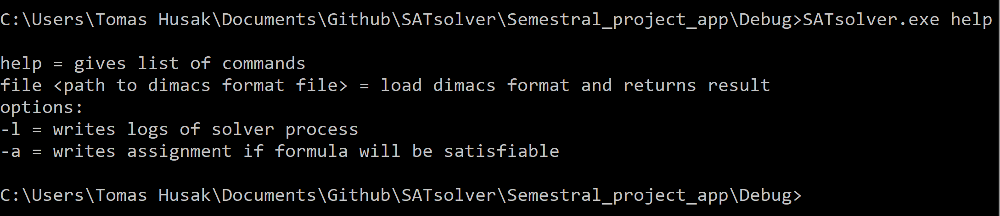 C:\Users\Tomas Husak\Documents\Github\SATsolver\Semestral_project_app\Debug>SATsolver.exe help
help = gives list of commands
file <path to dimacs format file> = load dimacs format and returns result
options:
-l = writes logs of solver process
-a = writes assignment if formula will be satisfiable
C:\Users\Tomas Husak\Documents\Github\SATsolver\Semestral_project_app\Debug>